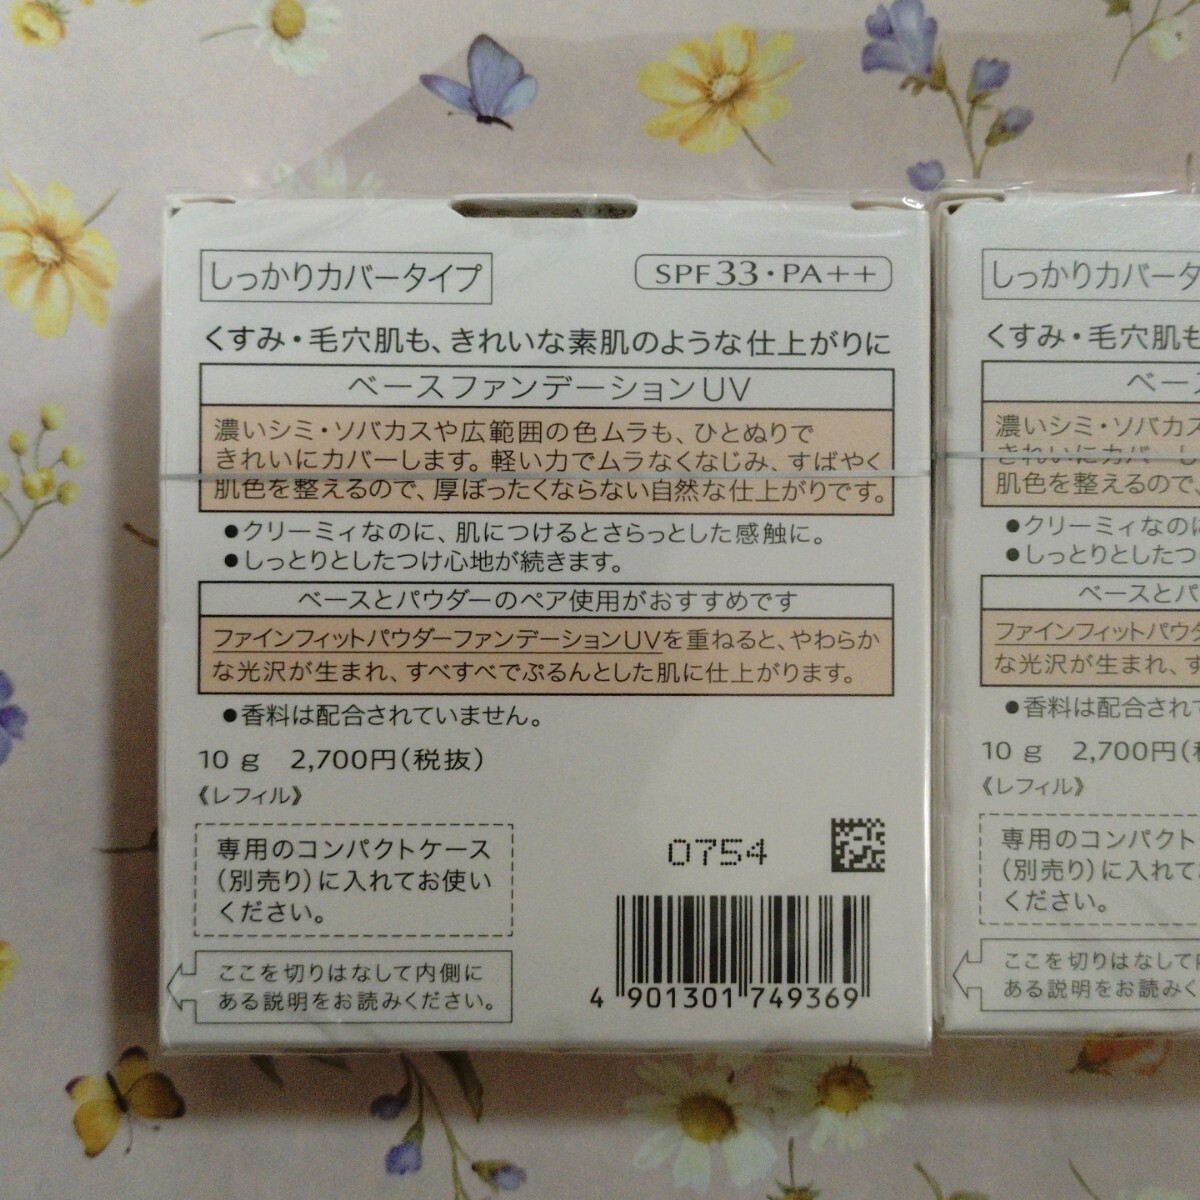 しっかりカバータイプ
SPF33・PA++
くすみ・毛穴肌も、きれいな素肌のような仕上がりに
ベースファンデーションUV
濃いシミ・ソバカスや広範囲の色ムラも、ひとぬりで
きれいにカバーします。軽い力でムラなくなじみ、すばやく
肌色を整えるので、厚ぼったくならない自然な仕上がりです。
●クリーミィなのに、肌につけるとさらっとした感触に。
●しっとりとしたつけ心地が続きます。
ベースとパウダーのペア使用がおすすめです
ファインフィットパウダーファンデーションUVを重ねると、やわらか
な光沢が生まれ、すべすべでぷるんとした肌に仕上がります。
●香料は配合されていません。
10 g 2,700円(税抜)
《レフィル》
専用のコンパクトケース
(別売り)に入れてお使い
ください。
ここを切りはなして内側に
ある説明をお読みください。
0754
4 901301 749369
しっかりカバータ
くすみ・毛穴肌も
ベース
濃いシミ・ソバカス
きれいにカバーし
肌色を整えるので、
●クリーミィなのに
●しっとりとしたつ
ベースとパ
ファインフィットパウダ
な光沢が生まれ、す
●香料は配合されて
10 g 2,700円(税
《レフィル》
専用のコンパクト
(別売り)に入れて
ください。
ここを切りはなして内
ある説明をお読みく